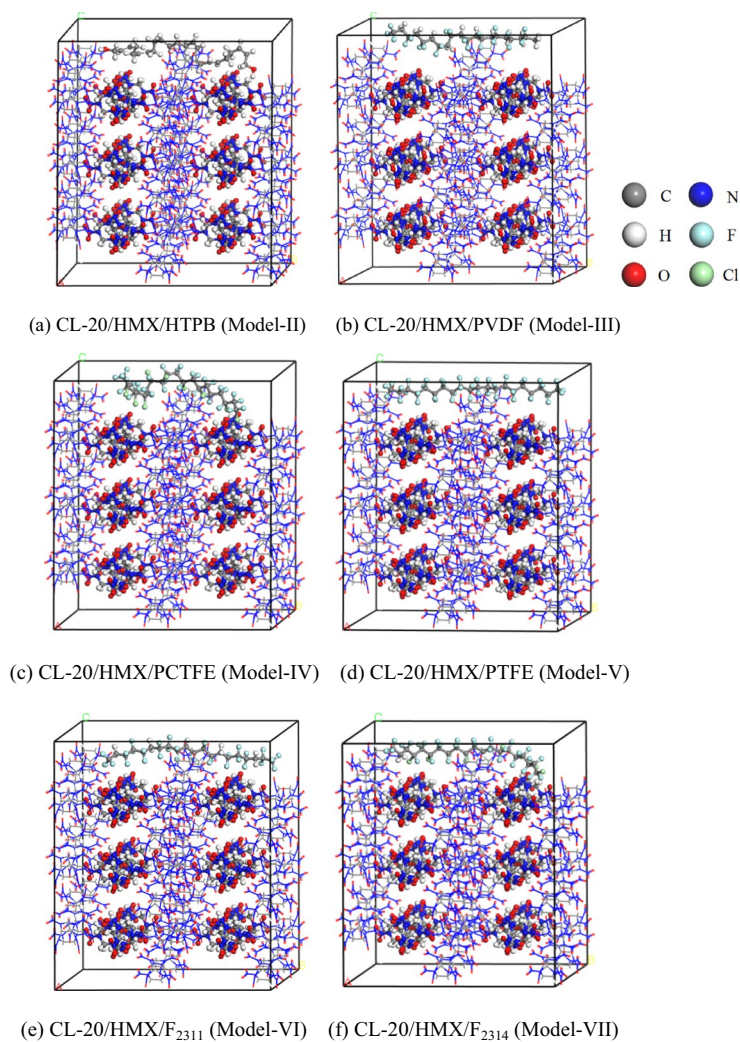 C N
H F
O Cl
(a) CL-20/HMX/HTPB (Model-II) (b) CL-20/HMX/PVDF (Model-III)
(c) CL-20/HMX/PCTFE (Model-IV) (d) CL-20/HMX/PTFE (Model-V)
(e) CL-20/HMX/F₂₃₁₁ (Model-VI) (f) CL-20/HMX/F₂₃₁₄ (Model-VII)